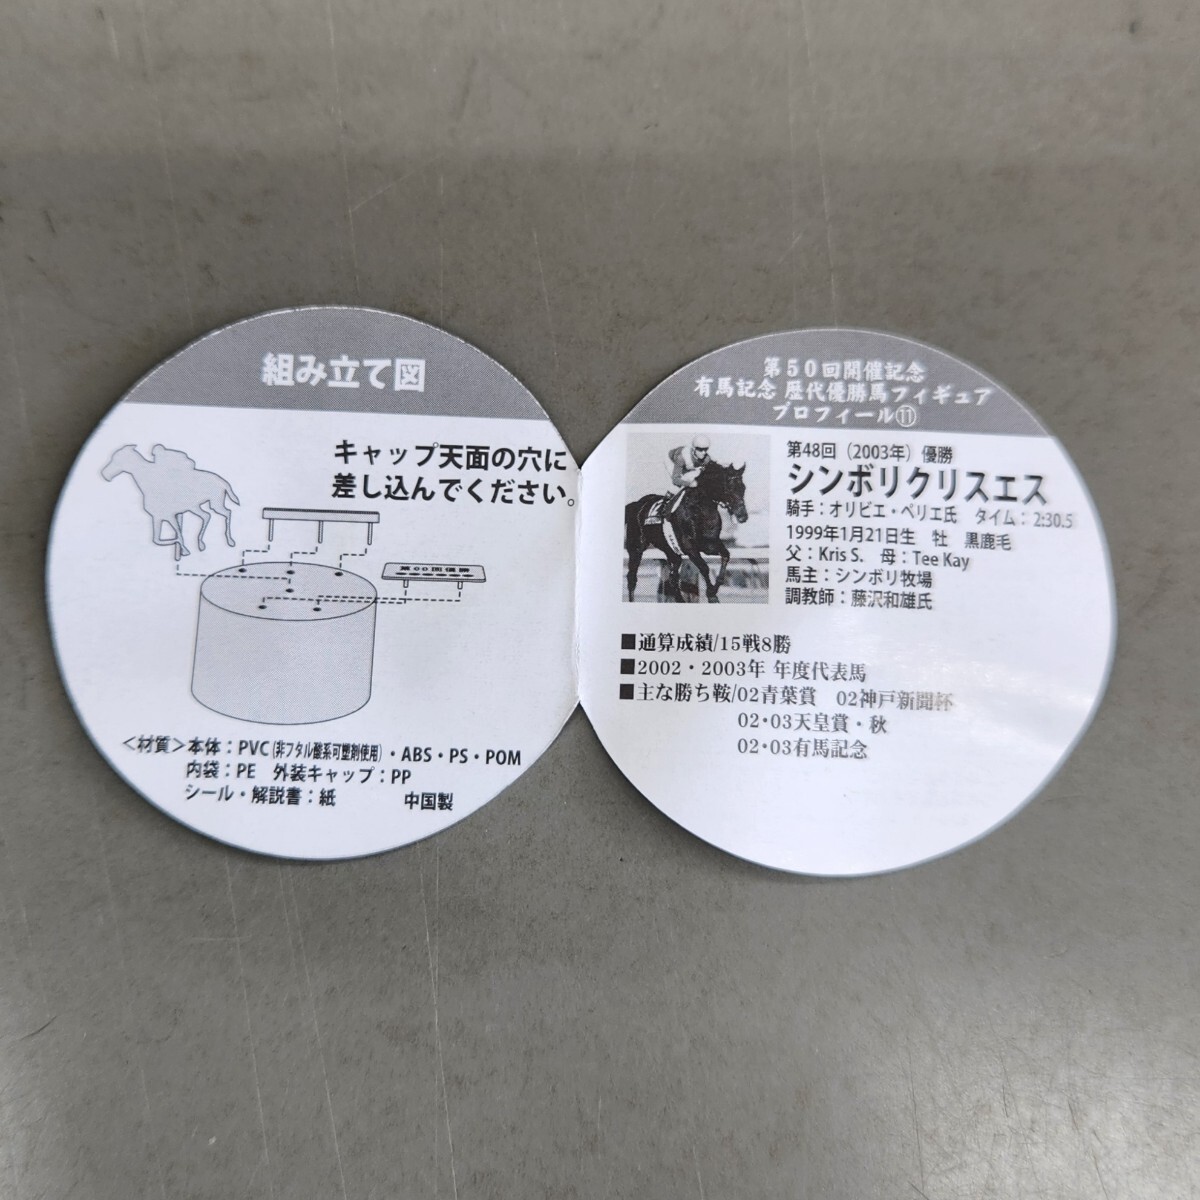 組み立て図
キャップ天面の穴に
差し込んでください。
第50回優勝
<材質>本体：PVC(非フタル酸系可塑剤使用)・ABS・PS・POM
内袋：PE　外装キャップ：PP
シール・解説書：紙　中国製
第50回開催記念
有馬記念 歴代優勝馬フィギュア
プロフィール⑪
第48回（2003年）優勝
シンボリクリスエス
騎手：オリビエ・ペリエ氏　タイム：2:30.5
1999年1月21日生　牡　黒鹿毛
父：Kris S.　母：Tee Kay
馬主：シンボリ牧場
調教師：藤沢和雄氏
■通算成績/15戦8勝
■2002・2003年 年度代表馬
■主な勝ち鞍/02青葉賞　02神戸新聞杯
02・03天皇賞・秋
02・03有馬記念